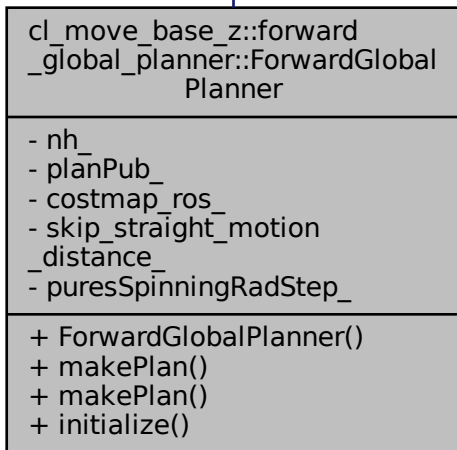 cl_move_base_z::forward
_global_planner::ForwardGlobal
Planner
- nh_
- planPub_
- costmap_ros_
- skip_straight_motion
_distance_
- puresSpinningRadStep_
+ ForwardGlobalPlanner()
+ makePlan()
+ makePlan()
+ initialize()